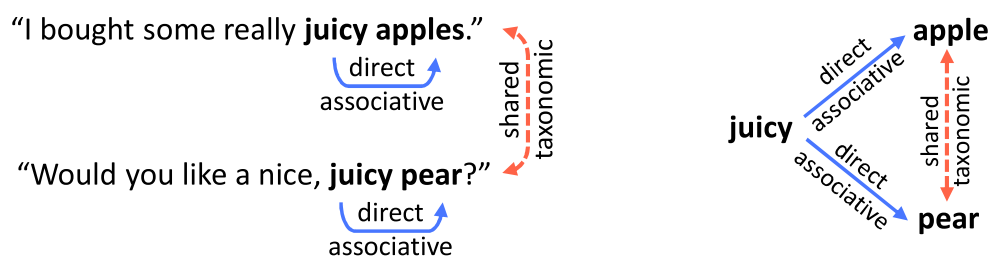 “I bought some really juicy apples.”
direct
associative
shared
taxonomic
“Would you like a nice, juicy pear?”
direct
associative
apple
direct
associative
juicy
shared
taxonomic
direct
associative
pear